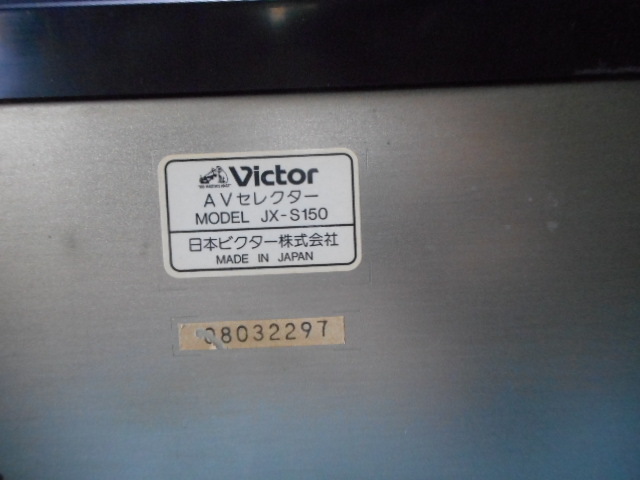 Victor
AVセレクター
MODEL JX-S150
日本ビクター株式会社
MADE IN JAPAN
08032297